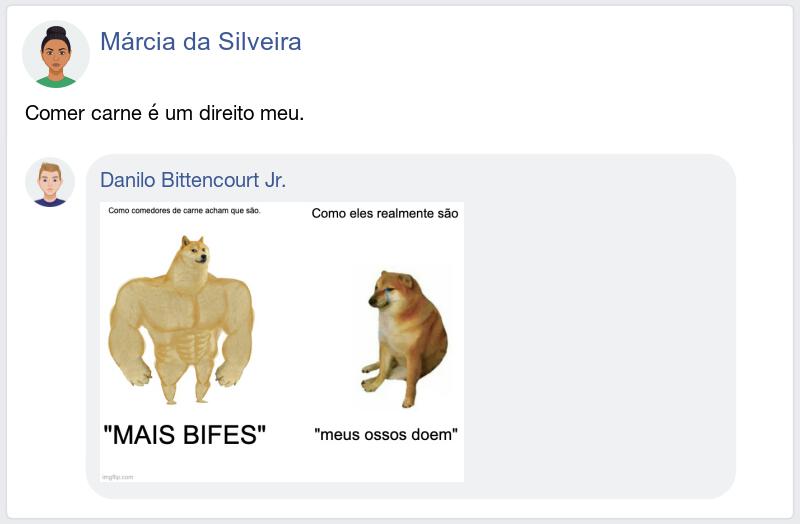 Márcia da Silveira
Comer carne é um direito meu.
Danilo Bittencourt Jr.
Como comedores de carne acham que são.
Como eles realmente são
"MAIS BIFES"
"meus ossos doem"
imgflip.com